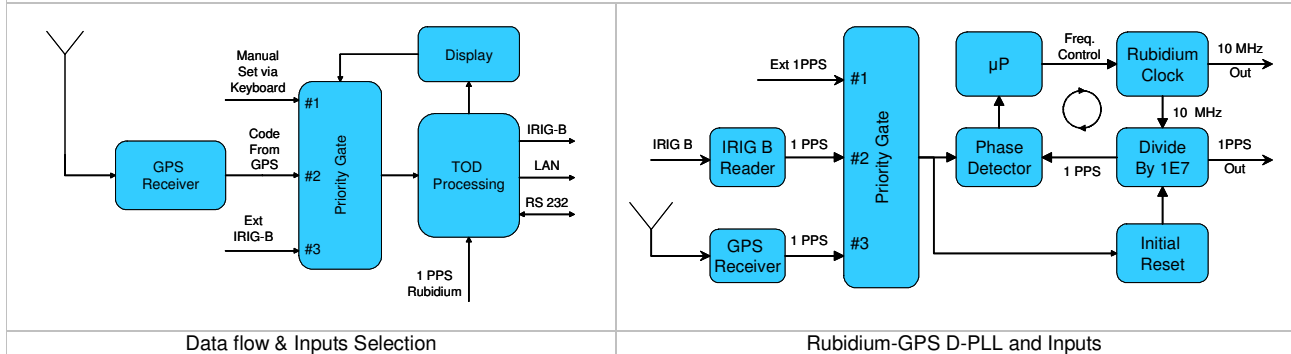 Manual
Set via
Keyboard
#1
Display
Code
From
GPS
GPS
Receiver
#2
Priority Gate
TOD
Processing
IRIG-B
LAN
RS 232
Ext
IRIG-B
#3
1 PPS
Rubidium
Data flow & Inputs Selection
Ext 1PPS
#1
µP
Freq.
Control
Rubidium
Clock
10 MHz
Out
10 MHz
IRIG B
IRIG B
Reader
1 PPS
#2
Priority Gate
Phase
Detector
1 PPS
Divide
By 1E7
1PPS
Out
GPS
Receiver
1 PPS
#3
Initial
Reset
Rubidium-GPS D-PLL and Inputs